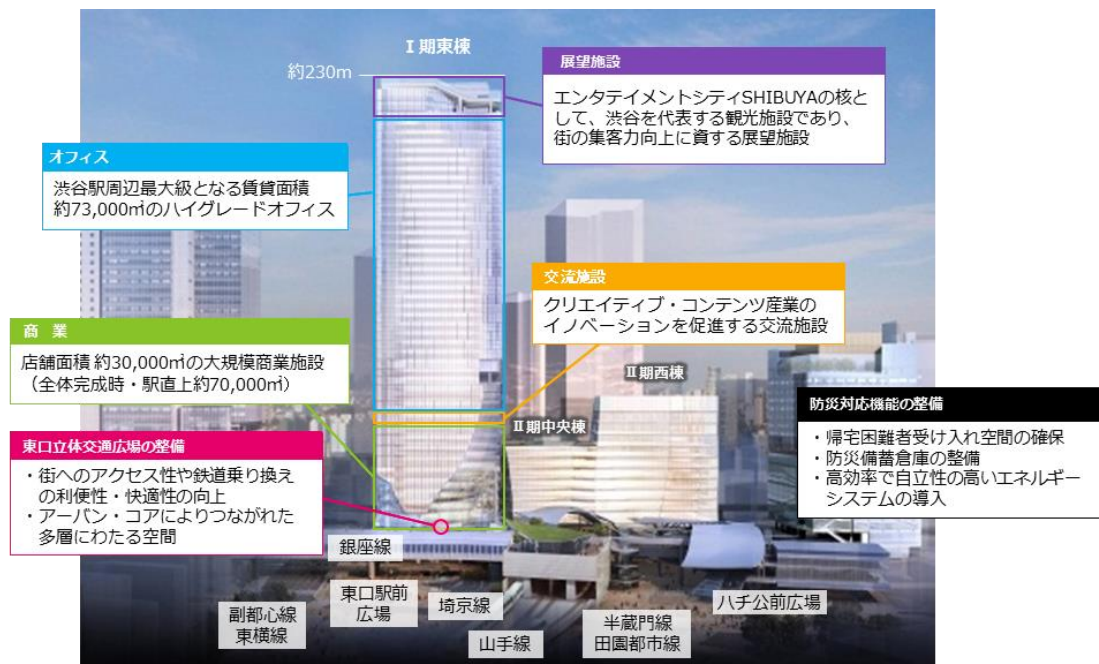 Ⅰ期東棟
約230m
展望施設
エンタテイメントシティSHIBUYAの核と
して、渋谷を代表する観光施設であり、
街の集客力向上に資する展望施設
オフィス
渋谷駅周辺最大級となる賃貸面積
約73,000㎡のハイグレードオフィス
交流施設
クリエイティブ・コンテンツ産業の
イノベーションを促進する交流施設
商　業
店舗面積 約30,000㎡の大規模商業施設
（全体完成時・駅直上約70,000㎡）
Ⅱ期西棟
Ⅱ期中央棟
防災対応機能の整備
・帰宅困難者受け入れ空間の確保
・防災備蓄倉庫の整備
・高効率で自立性の高いエネルギー
システムの導入
東口立体交通広場の整備
・街へのアクセス性や鉄道乗り換え
の利便性・快適性の向上
・アーバン・コアによりつながれた
多層にわたる空間
銀座線
東口駅前
広場
埼京線
副都心線
東横線
山手線
半蔵門線
田園都市線
ハチ公前広場